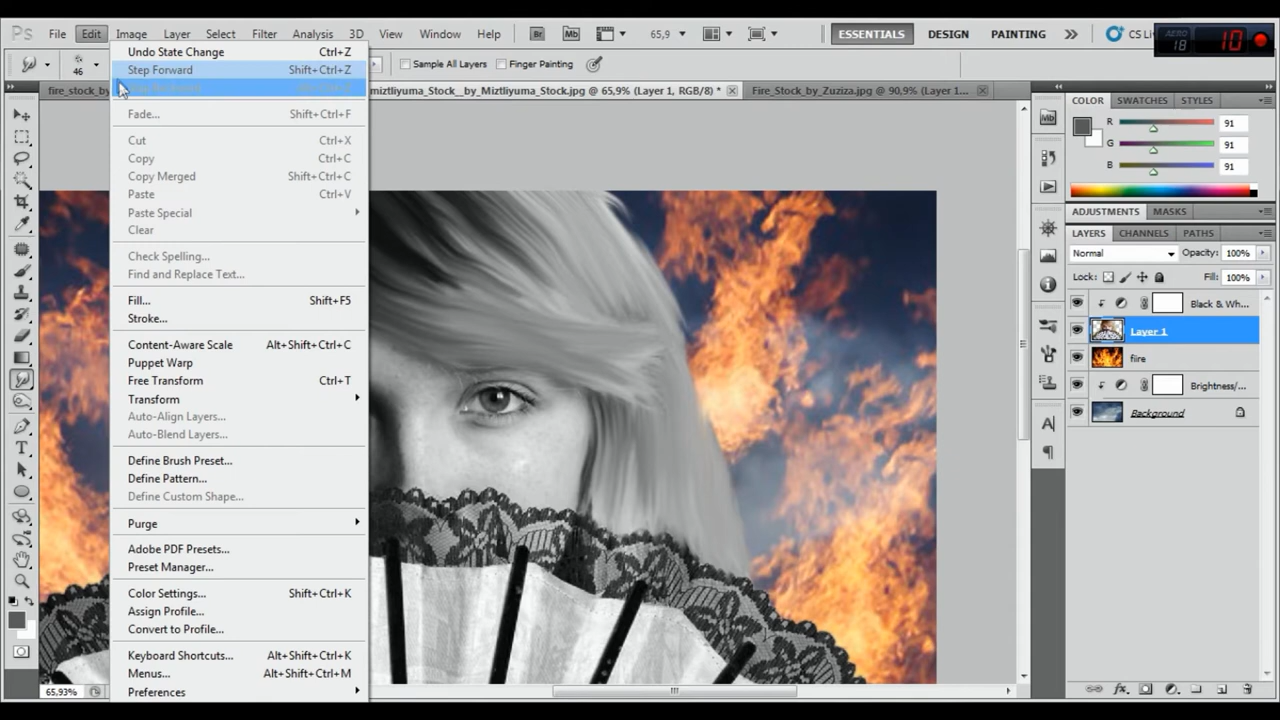 Ps File Edit Image Layer Select Filter Analysis 3D View Window Help Br Mb 65,9 ESSENTIALS DESIGN PAINTING CS Live AERO 18 10
46 Sample All Layers Finger Painting
fire_stock_by miztliyuma_Stock__by_Miztliyuma_Stock.jpg @ 65,9% (Layer 1, RGB/8) * Fire_Stock_by_Zuziza.jpg @ 90,9% (Layer 1...
Undo State Change Ctrl+Z
Step Forward Shift+Ctrl+Z
Fade... Shift+Ctrl+F
Cut Ctrl+X
Copy Ctrl+C
Copy Merged Shift+Ctrl+C
Paste Ctrl+V
Paste Special
Clear
Check Spelling...
Find and Replace Text...
Fill... Shift+F5
Stroke...
Content-Aware Scale Alt+Shift+Ctrl+C
Puppet Warp
Free Transform Ctrl+T
Transform
Auto-Align Layers...
Auto-Blend Layers...
Define Brush Preset...
Define Pattern...
Define Custom Shape...
Purge
Adobe PDF Presets...
Preset Manager...
Color Settings... Shift+Ctrl+K
Assign Profile...
Convert to Profile...
Keyboard Shortcuts... Alt+Shift+Ctrl+K
Menus... Alt+Shift+Ctrl+M
Preferences
65,93%
Mb
COLOR SWATCHES STYLES
R 91
G 91
B 91
ADJUSTMENTS MASKS
LAYERS CHANNELS PATHS
Normal Opacity: 100%
Lock: Fill: 100%
Black & Wh...
Layer 1
fire
Brightness/...
Background